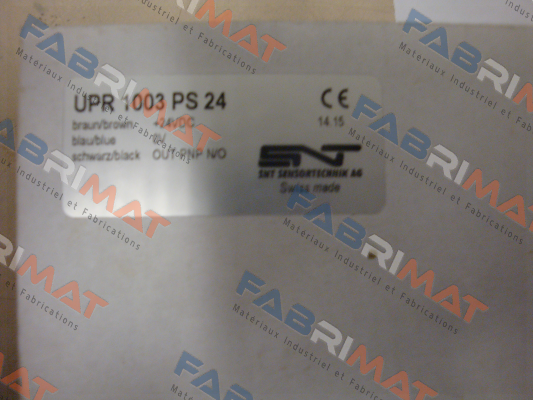 UPR 1003 PS 24
CE
braun/brown +24VDC
14.15
blau/blue 0V
schwarz/black OUT PNP N/O
SNT
SNT SENSORTECHNIK AG
Swiss made
FABRIMAT
Materiaux Industriel et Fabrications